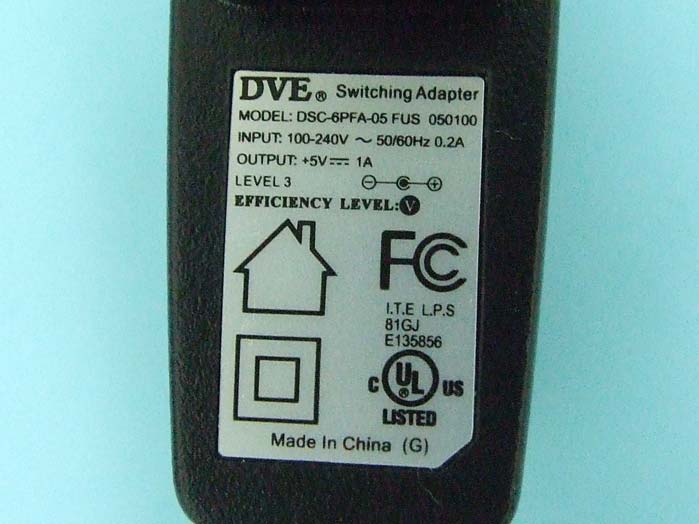 DVE® Switching Adapter
MODEL: DSC-6PFA-05 FUS 050100
INPUT: 100-240V ~ 50/60Hz 0.2A
OUTPUT: +5V⎓ 1A
LEVEL 3
EFFICIENCY LEVEL:V
FC
I.T.E L.P.S
81GJ
E135856
C UL® US
LISTED
Made In China (G)